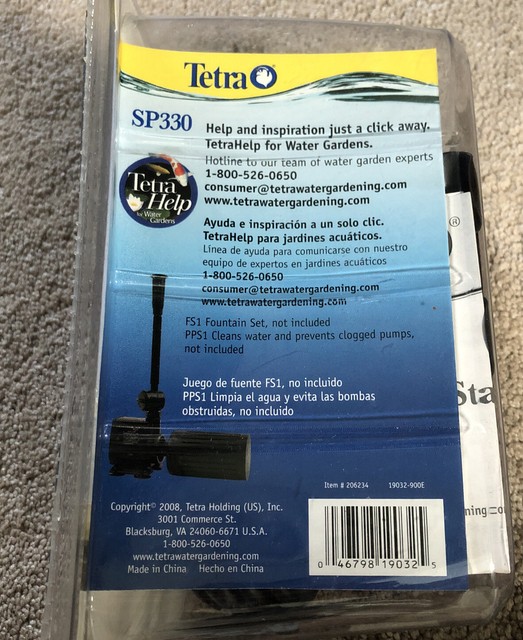 Tetra
SP330
Help and inspiration just a click away.
TetraHelp for Water Gardens.
Hotline to our team of water garden experts
1-800-526-0650
consumer@tetrawatergardening.com
www.tetrawatergardening.com
Tetra
Help
for Water
Gardens
Ayuda e inspiración a un solo clic.
TetraHelp para jardines acuáticos.
Línea de ayuda para comunicarse con nuestro
equipo de expertos en jardines acuáticos
1-800-526-0650
consumer@tetrawatergardening.com
www.tetrawatergardening.com
FS1 Fountain Set, not included
PPS1 Cleans water and prevents clogged pumps,
not included
Juego de fuente FS1, no incluido
PPS1 Limpia el agua y evita las bombas
obstruidas, no incluido
Item # 206234 19032-900E
Copyright© 2008, Tetra Holding (US), Inc.
3001 Commerce St.
Blacksburg, VA 24060-6671 U.S.A.
1-800-526-0650
www.tetrawatergardening.com
Made in China Hecho en China
0 46798 19032 5
®
Sta